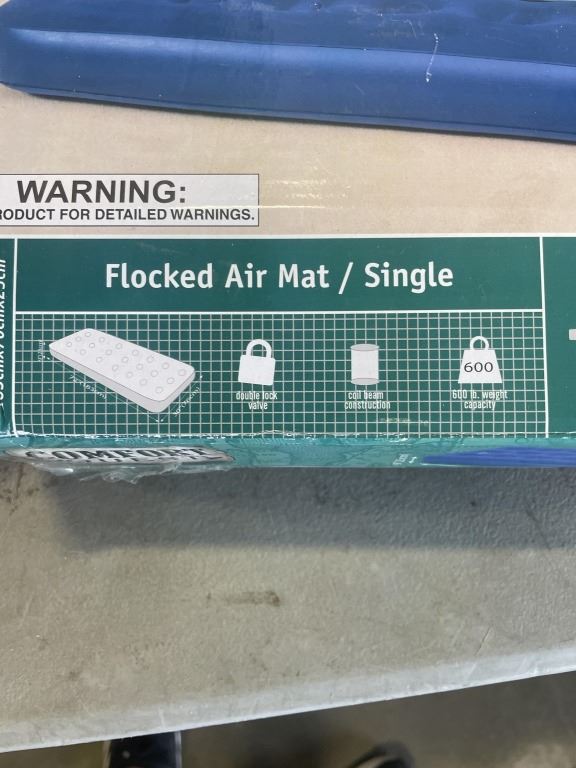 WARNING:
RODUCT FOR DETAILED WARNINGS.
Flocked Air Mat / Single
600
double lock
valve
coil beam
construction
600 lb. weight
capacity
COMFORT